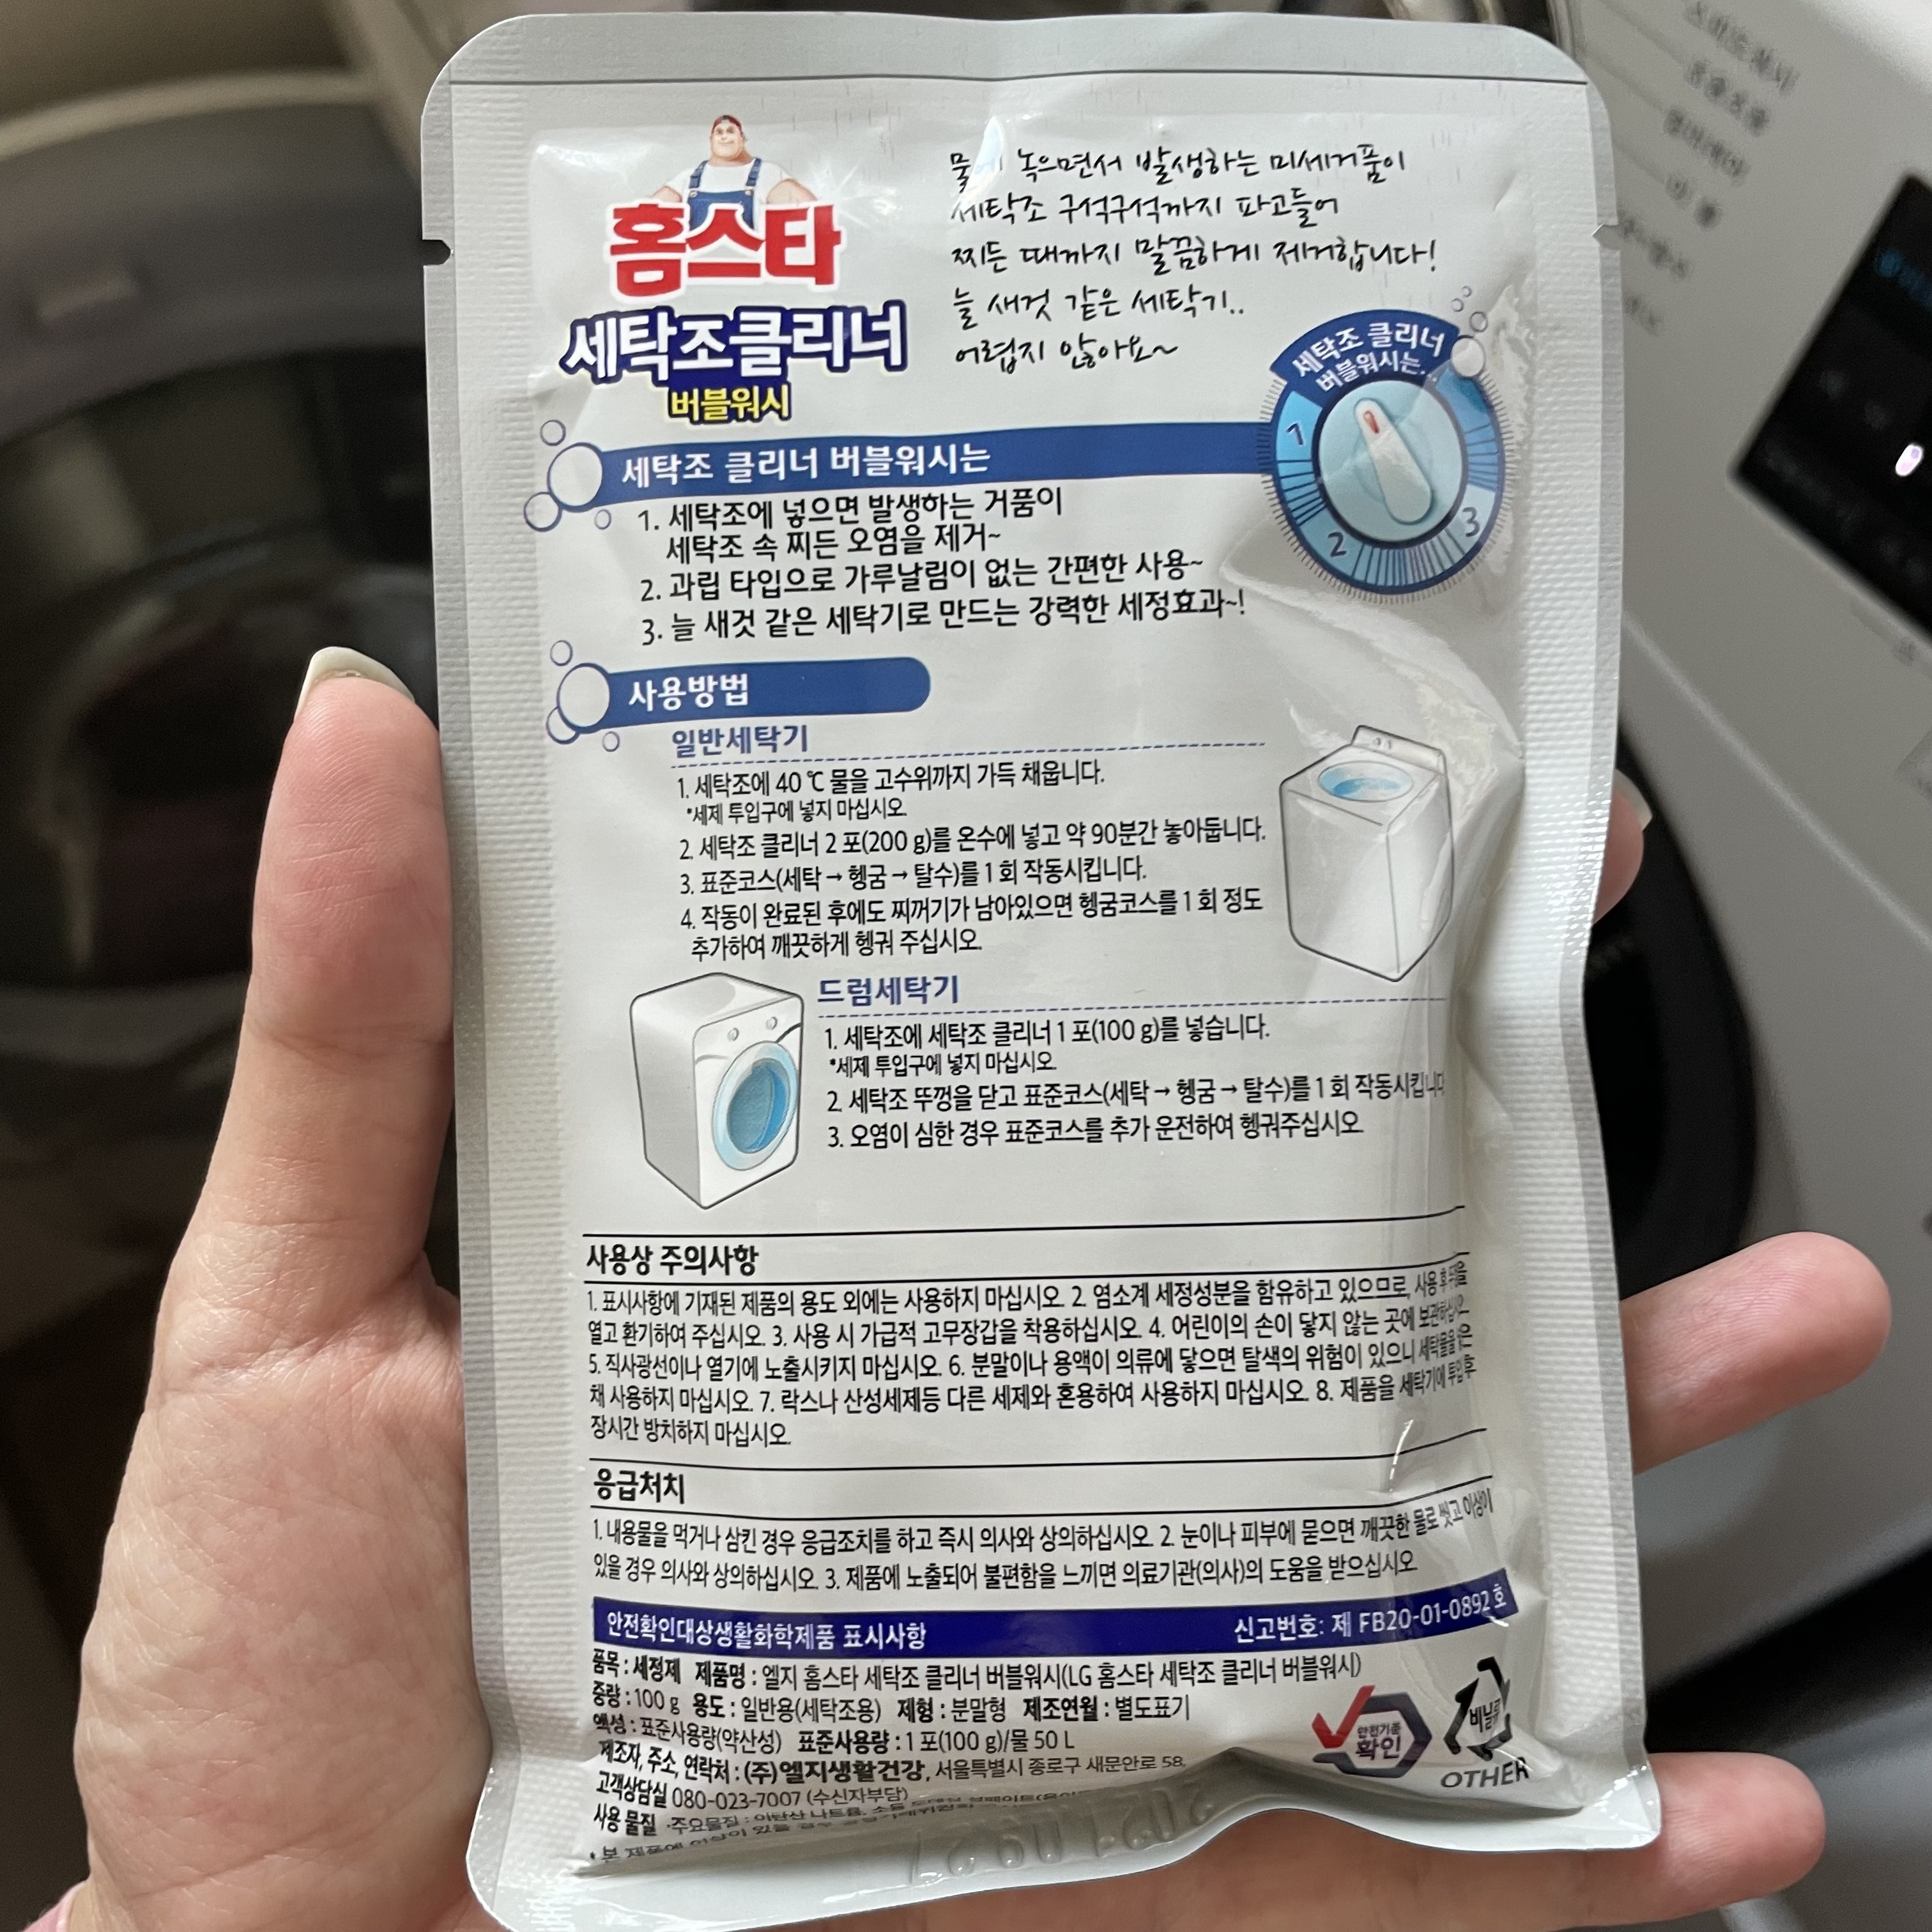 홈스타
세탁조클리너
버블워시
녹으면서 발생하는 미세거품이
세탁조 구석구석까지 파고들어
찌든 때까지 말끔하게 제거합니다!
늘 새것 같은 세탁기..
어렵지 않아요~
세탁조 클리너
버블워시는...
1
2
3
세탁조 클리너 버블워시는
1. 세탁조에 넣으면 발생하는 거품이
세탁조 속 찌든 오염을 제거~
2. 과립 타입으로 가루날림이 없는 간편한 사용~
3. 늘 새것 같은 세탁기로 만드는 강력한 세정효과~!
사용방법
일반세탁기
1. 세탁조에 40 ℃ 물을 고수위까지 가득 채웁니다.
*세제 투입구에 넣지 마십시오.
2. 세탁조 클리너 2 포(200 g)를 온수에 넣고 약 90분간 놓아둡니다.
3. 표준코스(세탁 → 헹굼 → 탈수)를 1 회 작동시킵니다.
4. 작동이 완료된 후에도 찌꺼기가 남아있으면 헹굼코스를 1 회 정도
추가하여 깨끗하게 헹궈 주십시오.
드럼세탁기
1. 세탁조에 세탁조 클리너 1 포(100 g)를 넣습니다.
*세제 투입구에 넣지 마십시오.
2. 세탁조 뚜껑을 닫고 표준코스(세탁 → 헹굼 → 탈수)를 1 회 작동시킵니다
3. 오염이 심한 경우 표준코스를 추가 운전하여 헹궈주십시오.
사용상 주의사항
1. 표시사항에 기재된 제품의 용도 외에는 사용하지 마십시오. 2. 염소계 세정성분을 함유하고 있으므로, 사용 후
열고 환기하여 주십시오. 3. 사용 시 가급적 고무장갑을 착용하십시오. 4. 어린이의 손이 닿지 않는 곳에 보관하십시오
5. 직사광선이나 열기에 노출시키지 마십시오. 6. 분말이나 용액이 의류에 닿으면 탈색의 위험이 있으니 세탁물을
채 사용하지 마십시오. 7. 락스나 산성세제등 다른 세제와 혼용하여 사용하지 마십시오. 8. 제품을 세탁기에 투입 후
장시간 방치하지 마십시오.
응급처치
1. 내용물을 먹거나 삼킨 경우 응급조치를 하고 즉시 의사와 상의하십시오. 2. 눈이나 피부에 묻으면 깨끗한 물로 씻고 이상이
있을 경우 의사와 상의하십시오. 3. 제품에 노출되어 불편함을 느끼면 의료기관(의사)의 도움을 받으십시오.
안전확인대상생활화학제품 표시사항 신고번호: 제 FB20-01-0892 호
품목 : 세정제 제품명 : 엘지 홈스타 세탁조 클리너 버블워시(LG 홈스타 세탁조 클리너 버블워시)
중량 : 100 g 용도 : 일반용(세탁조용) 제형 : 분말형 제조연월 : 별도표기
액성 : 표준사용량(약산성) 표준사용량 : 1 포(100 g)/물 50 L
제조자, 주소, 연락처 : (주)엘지생활건강, 서울특별시 종로구 새문안로 58,
고객상담실 080-023-7007 (수신자부담)
사용 물질 ·주요물질 :
* 본 제품에 이상이 있을 경우
안전기준
확인
비닐류
OTHER